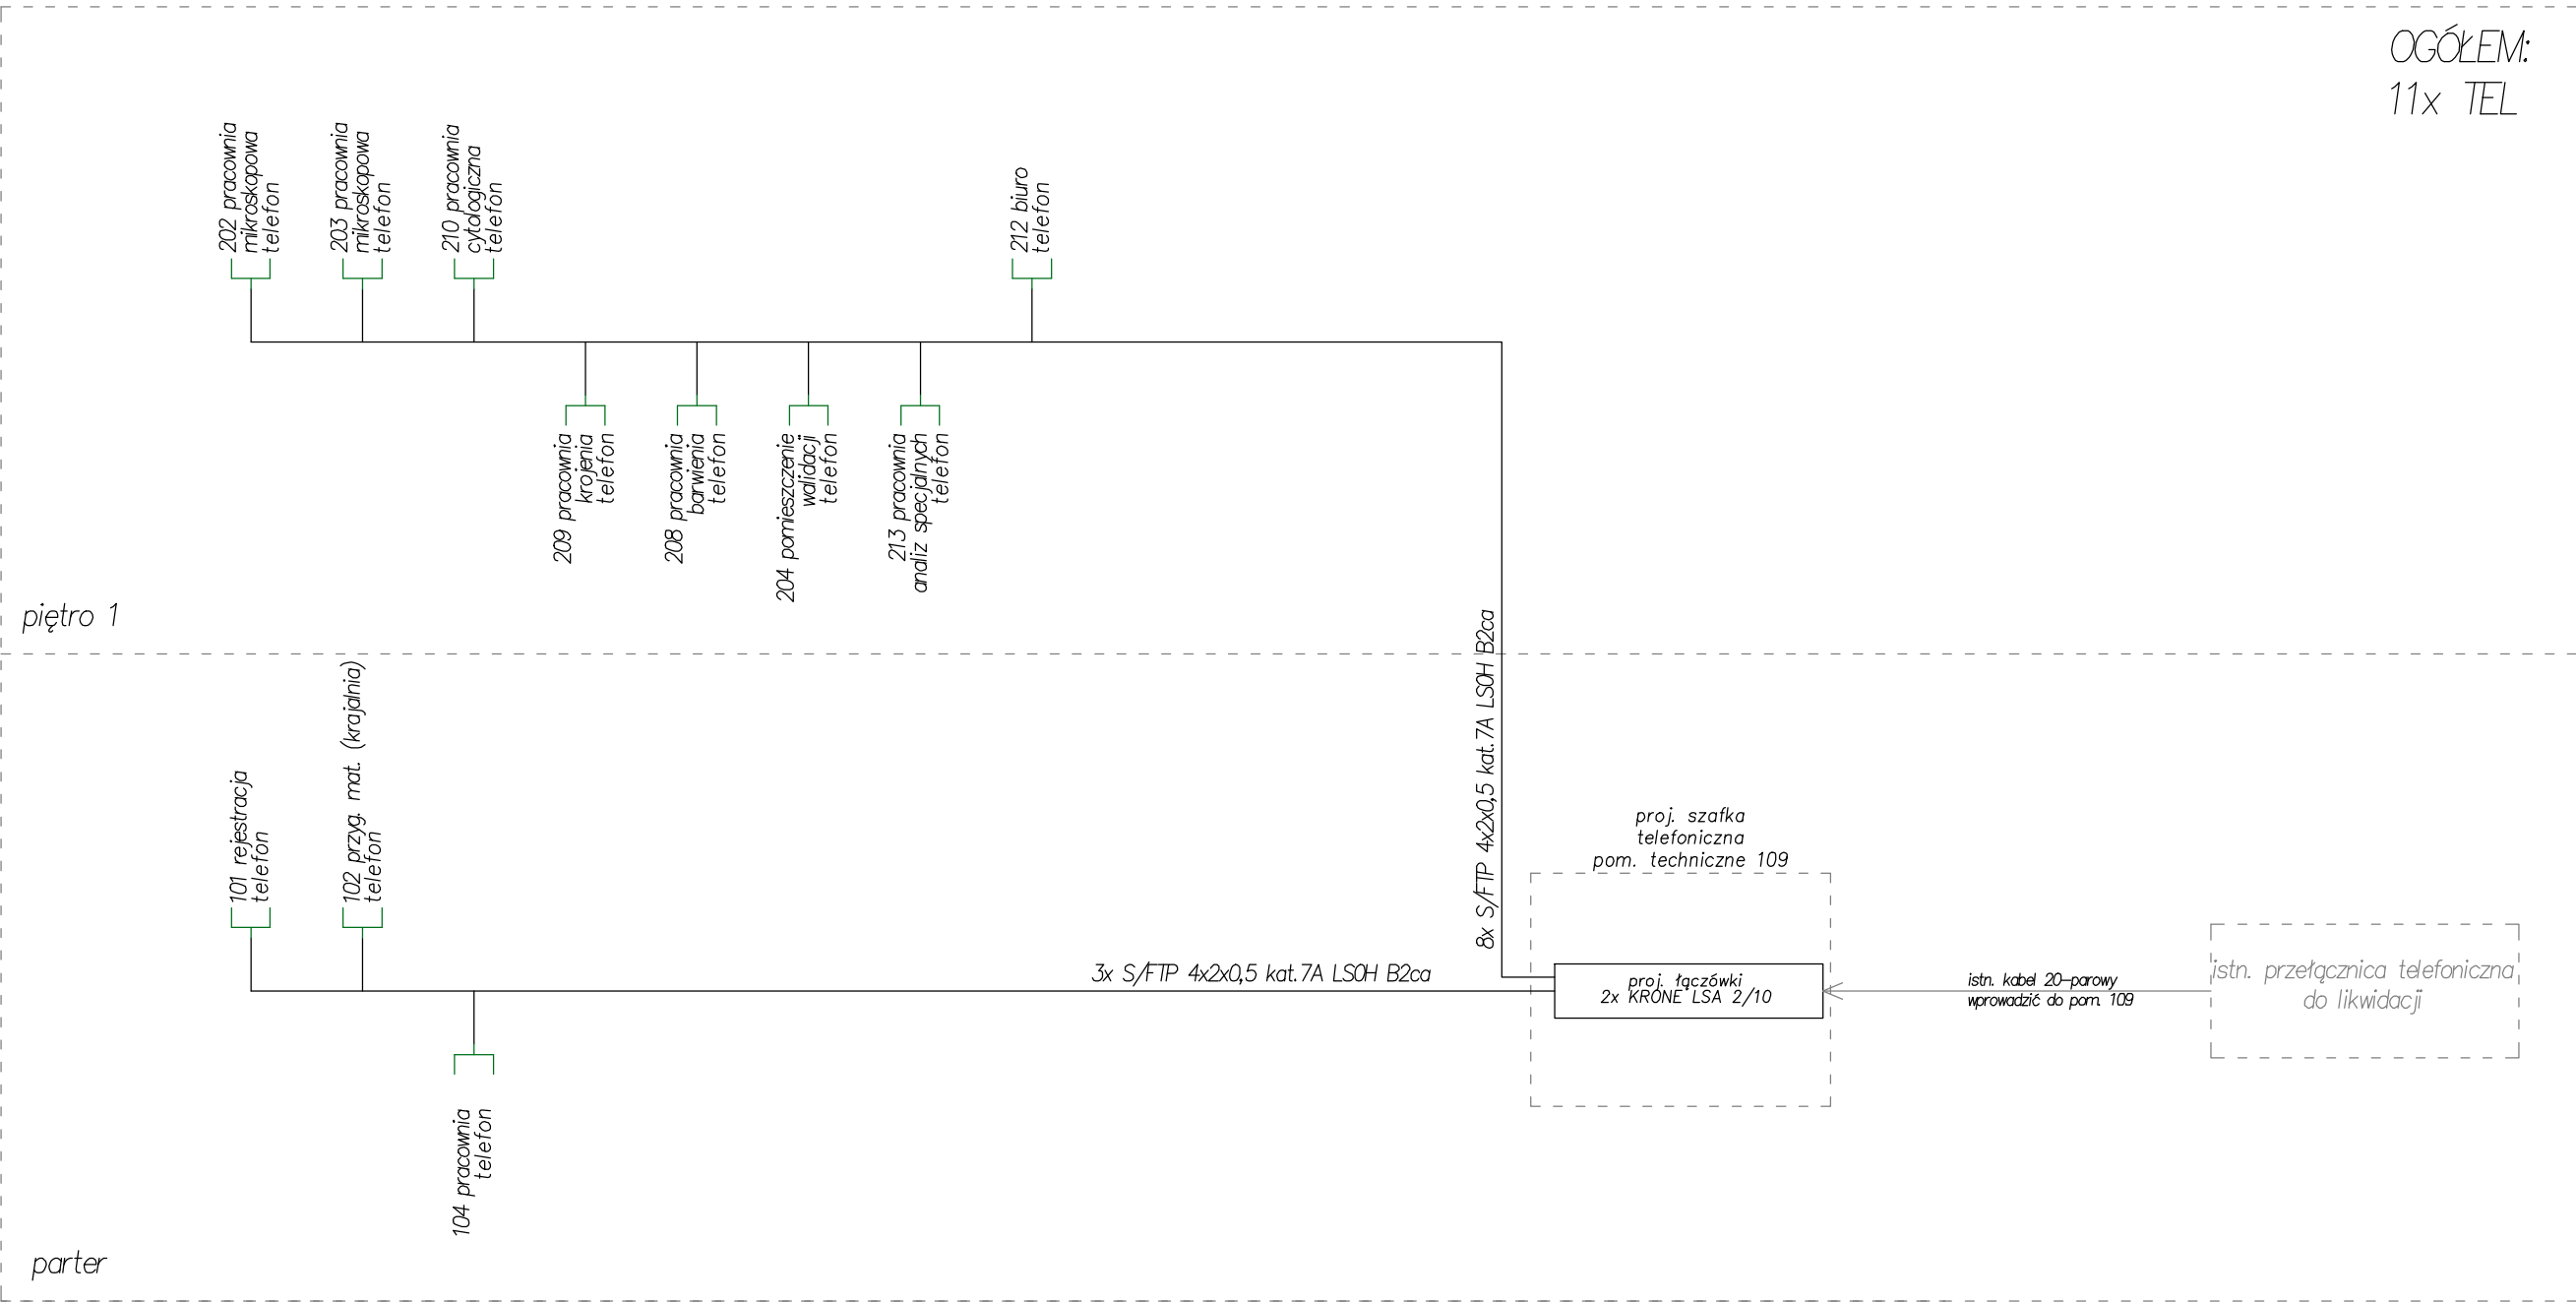 OGÓŁEM:
11x TEL
202 pracownia
mikroskopowa
telefon
203 pracownia
mikroskopowa
telefon
210 pracownia
cytologiczna
telefon
212 biuro
telefon
209 pracownia
krojenia
telefon
208 pracownia
barwienia
telefon
204 pomieszczenie
walidacji
telefon
213 pracownia
analiz specjalnych
telefon
piętro 1
8x S/FTP 4x2x0,5 kat.7A LS0H B2ca
101 rejestracja
telefon
102 przyg. mat. (krajalnia)
telefon
3x S/FTP 4x2x0,5 kat.7A LS0H B2ca
104 pracownia
telefon
proj. szafka
telefoniczna
pom. techniczne 109
proj. łączówki
2x KRONE LSA 2/10
istn. kabel 20-parowy
wprowadzić do pom. 109
istn. przełącznica telefoniczna
do likwidacji
parter